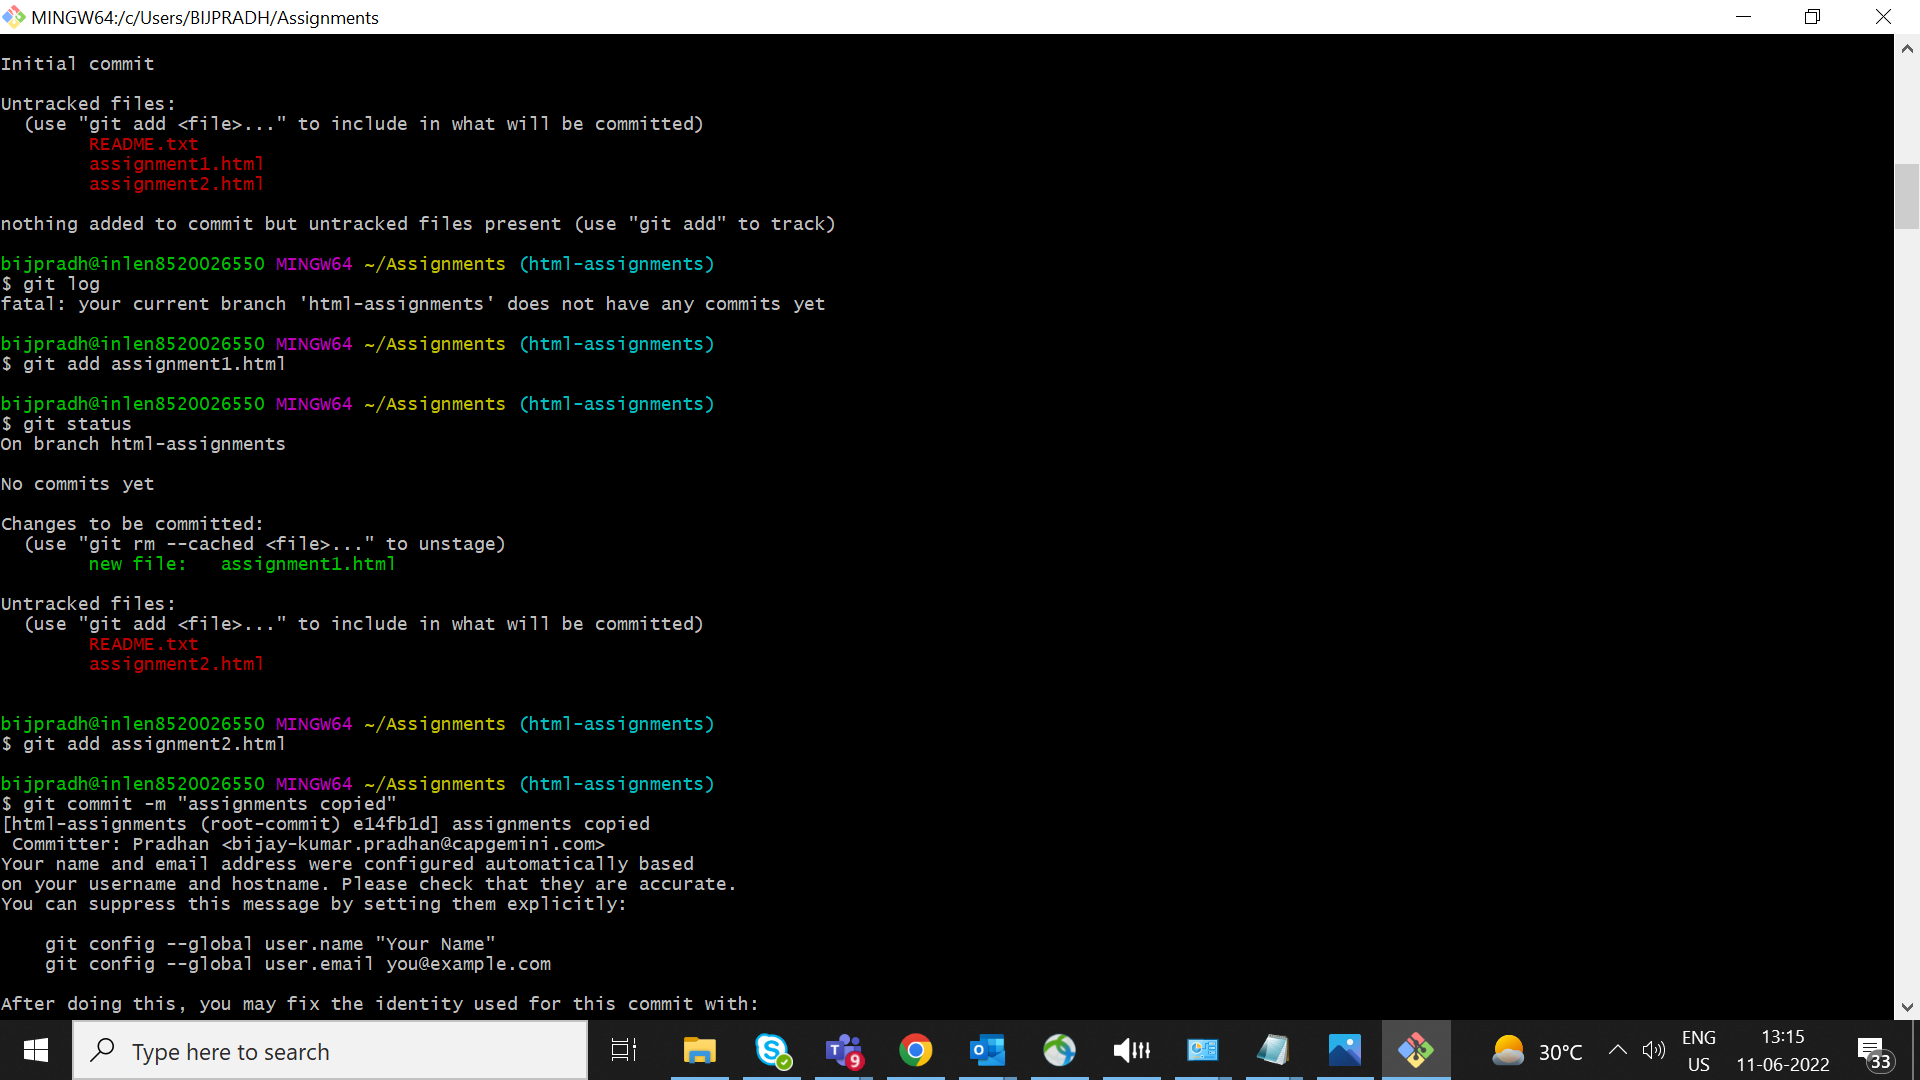 MINGW64:/c/Users/BIJPRADH/Assignments
Initial commit
Untracked files:
(use "git add <file>..." to include in what will be committed)
README.txt
assignment1.html
assignment2.html
nothing added to commit but untracked files present (use "git add" to track)
bijpradh@inlen8520026550 MINGW64 ~/Assignments (html-assignments)
$ git log
fatal: your current branch 'html-assignments' does not have any commits yet
bijpradh@inlen8520026550 MINGW64 ~/Assignments (html-assignments)
$ git add assignment1.html
bijpradh@inlen8520026550 MINGW64 ~/Assignments (html-assignments)
$ git status
On branch html-assignments
No commits yet
Changes to be committed:
(use "git rm --cached <file>..." to unstage)
new file:   assignment1.html
Untracked files:
(use "git add <file>..." to include in what will be committed)
README.txt
assignment2.html
bijpradh@inlen8520026550 MINGW64 ~/Assignments (html-assignments)
$ git add assignment2.html
bijpradh@inlen8520026550 MINGW64 ~/Assignments (html-assignments)
$ git commit -m "assignments copied"
[html-assignments (root-commit) e14fb1d] assignments copied
Committer: Pradhan <bijay-kumar.pradhan@capgemini.com>
Your name and email address were configured automatically based
on your username and hostname. Please check that they are accurate.
You can suppress this message by setting them explicitly:
git config --global user.name "Your Name"
git config --global user.email you@example.com
After doing this, you may fix the identity used for this commit with:
Type here to search
9
30°C
ENG
US
13:15
11-06-2022
33